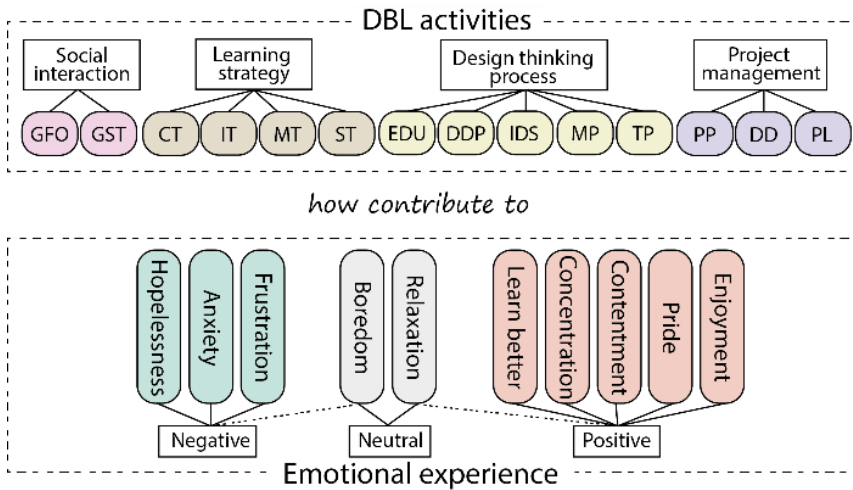 DBL activities
Social
interaction
Learning
strategy
Design thinking
process
Project
management
GFO
GST
CT
IT
MT
ST
EDU
DDP
IDS
MP
TP
PP
DD
PL
how contribute to
Hopelessness
Anxiety
Frustration
Boredom
Relaxation
Learn better
Concentration
Contentment
Pride
Enjoyment
Negative
Neutral
Positive
Emotional experience